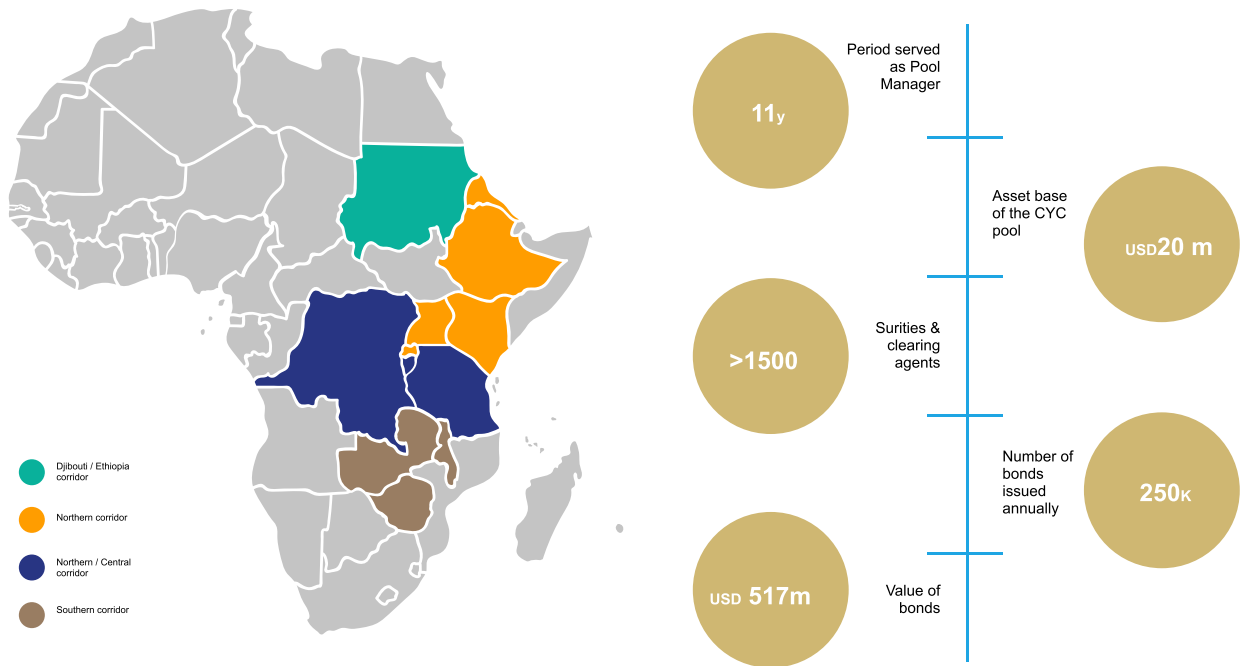 Djibouti / Ethiopia
corridor
Northern corridor
Northern / Central
corridor
Southern corridor
Period served
as Pool
Manager
11y
Asset base
of the CYC
pool
USD20 m
Surities &
clearing
agents
>1500
Number of
bonds
issued
annually
250K
Value of
bonds
USD 517m